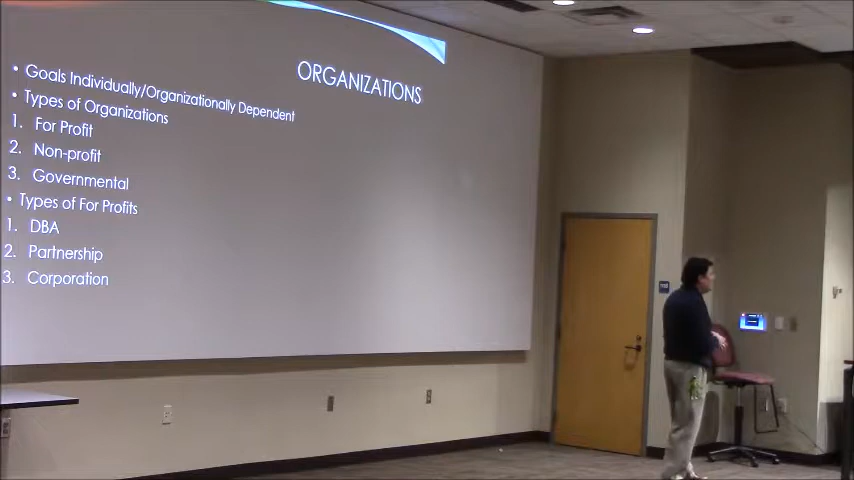 ORGANIZATIONS
• Goals Individually/Organizationally Dependent
• Types of Organizations
1. For Profit
2. Non-profit
3. Governmental
• Types of For Profits
1. DBA
2. Partnership
3. Corporation